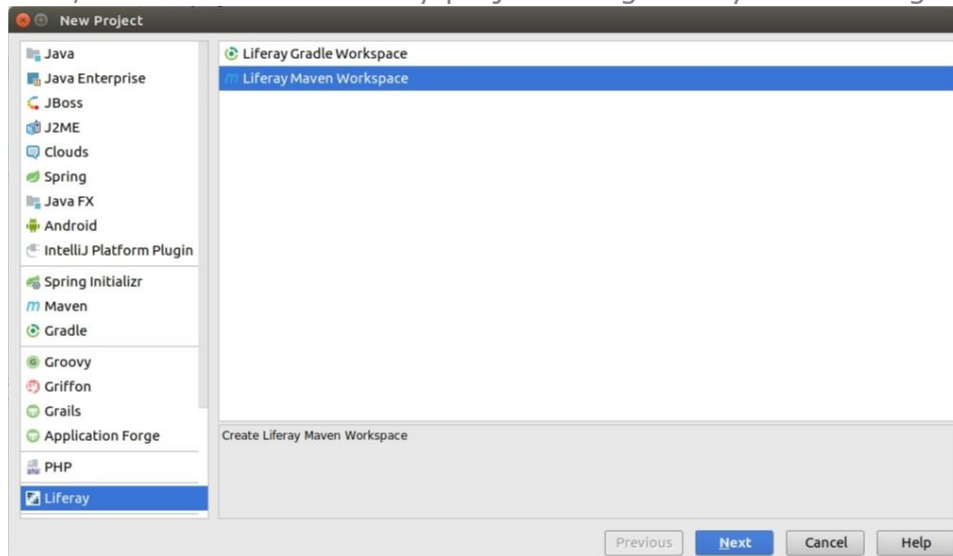 New Project
Java
Java Enterprise
JBoss
J2ME
Clouds
Spring
Java FX
Android
IntelliJ Platform Plugin
Spring Initializr
Maven
Gradle
Groovy
Griffon
Grails
Application Forge
PHP
Liferay
Liferay Gradle Workspace
Liferay Maven Workspace
Create Liferay Maven Workspace
Previous
Next
Cancel
Help